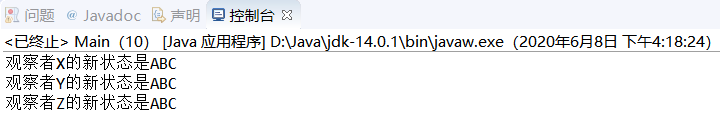 问题 @ Javadoc 声明 控制台
<已终止> Main（10） [Java 应用程序] D:\Java\jdk-14.0.1\bin\javaw.exe（2020年6月8日 下午4:18:24）
观察者X的新状态是ABC
观察者Y的新状态是ABC
观察者Z的新状态是ABC